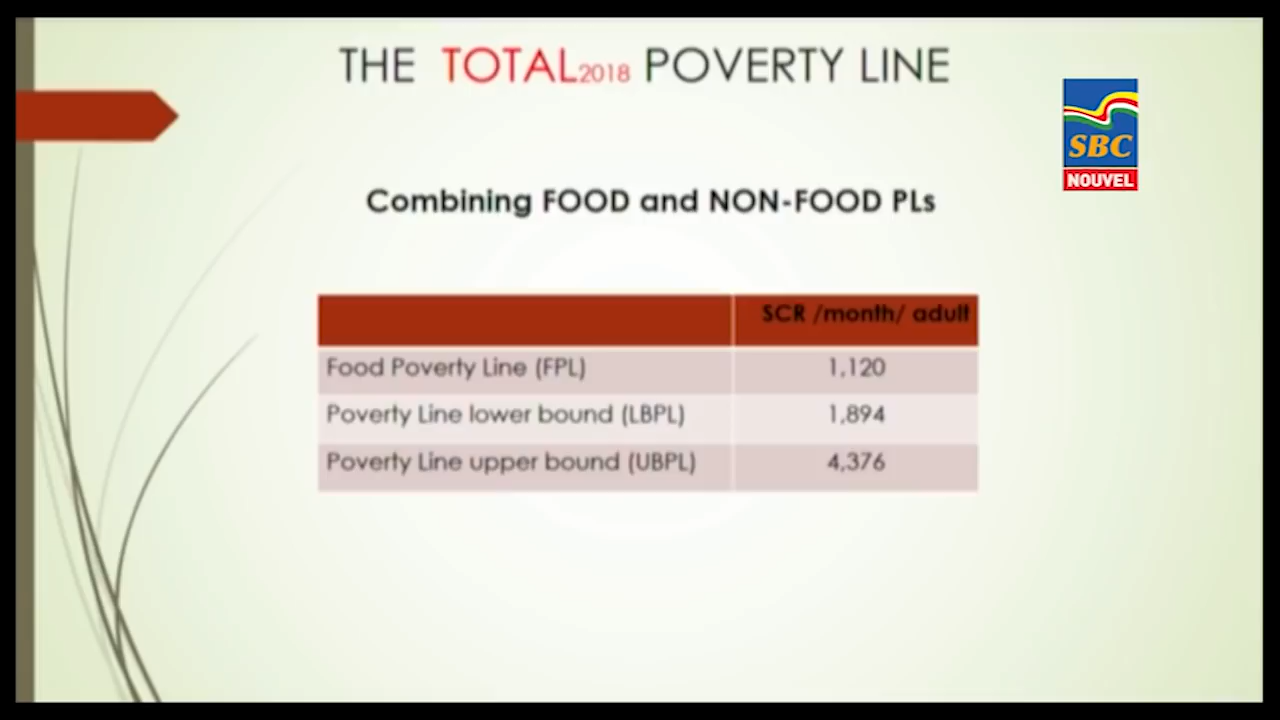 THE TOTAL2018 POVERTY LINE
SBC
NOUVEL
Combining FOOD and NON-FOOD PLs
SCR /month/ adult
Food Poverty Line (FPL) 1,120
Poverty Line lower bound (LBPL) 1,894
Poverty Line upper bound (UBPL) 4,376